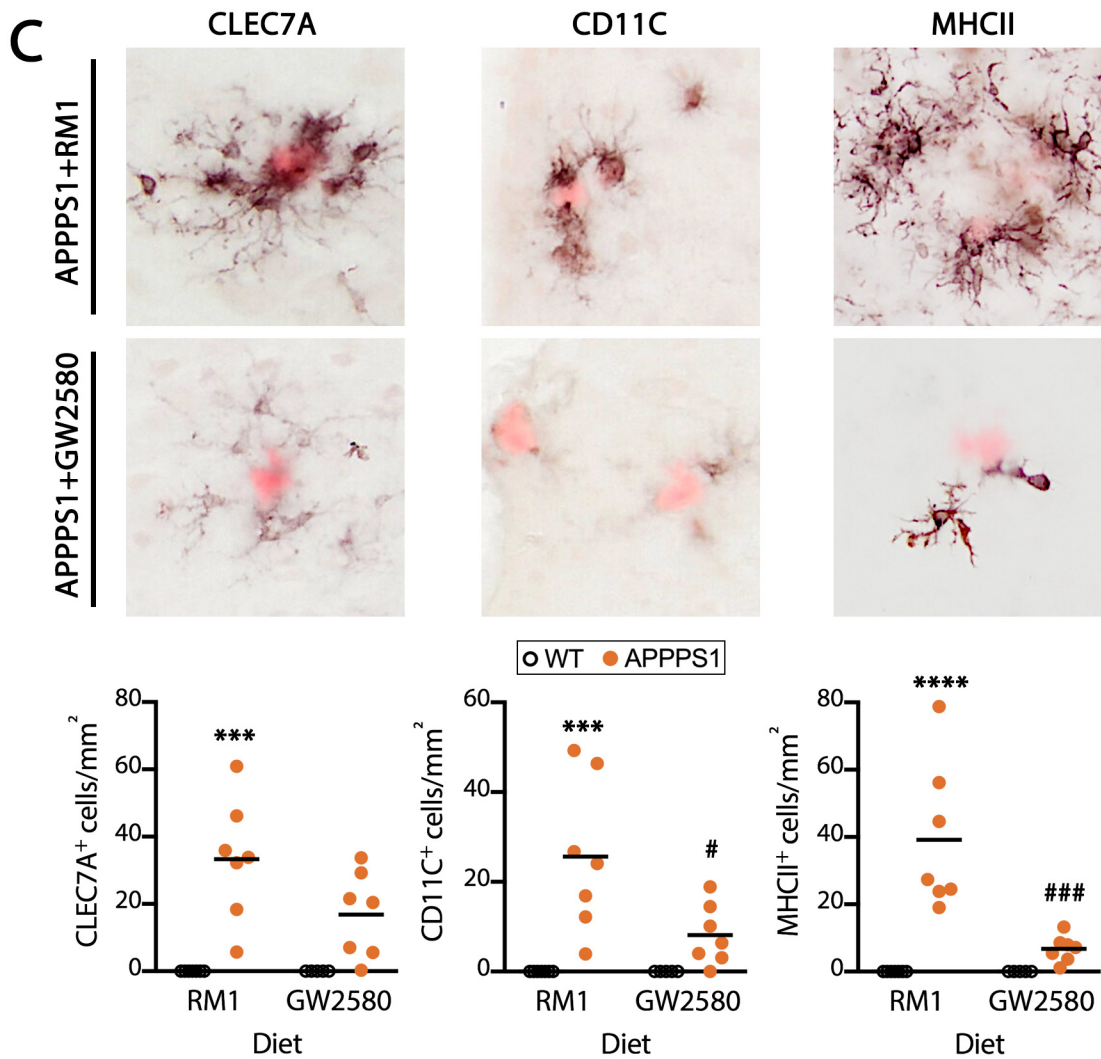 C
CLEC7A CD11C MHCII
APPPS1+RM1
APPPS1+GW2580
WT APPPS1
CLEC7A⁺ cells/mm²
80
60
40
20
0
***
RM1 GW2580
Diet
CD11C⁺ cells/mm²
60
40
20
0
***
#
RM1 GW2580
Diet
MHCII⁺ cells/mm²
80
60
40
20
0
****
###
RM1 GW2580
Diet